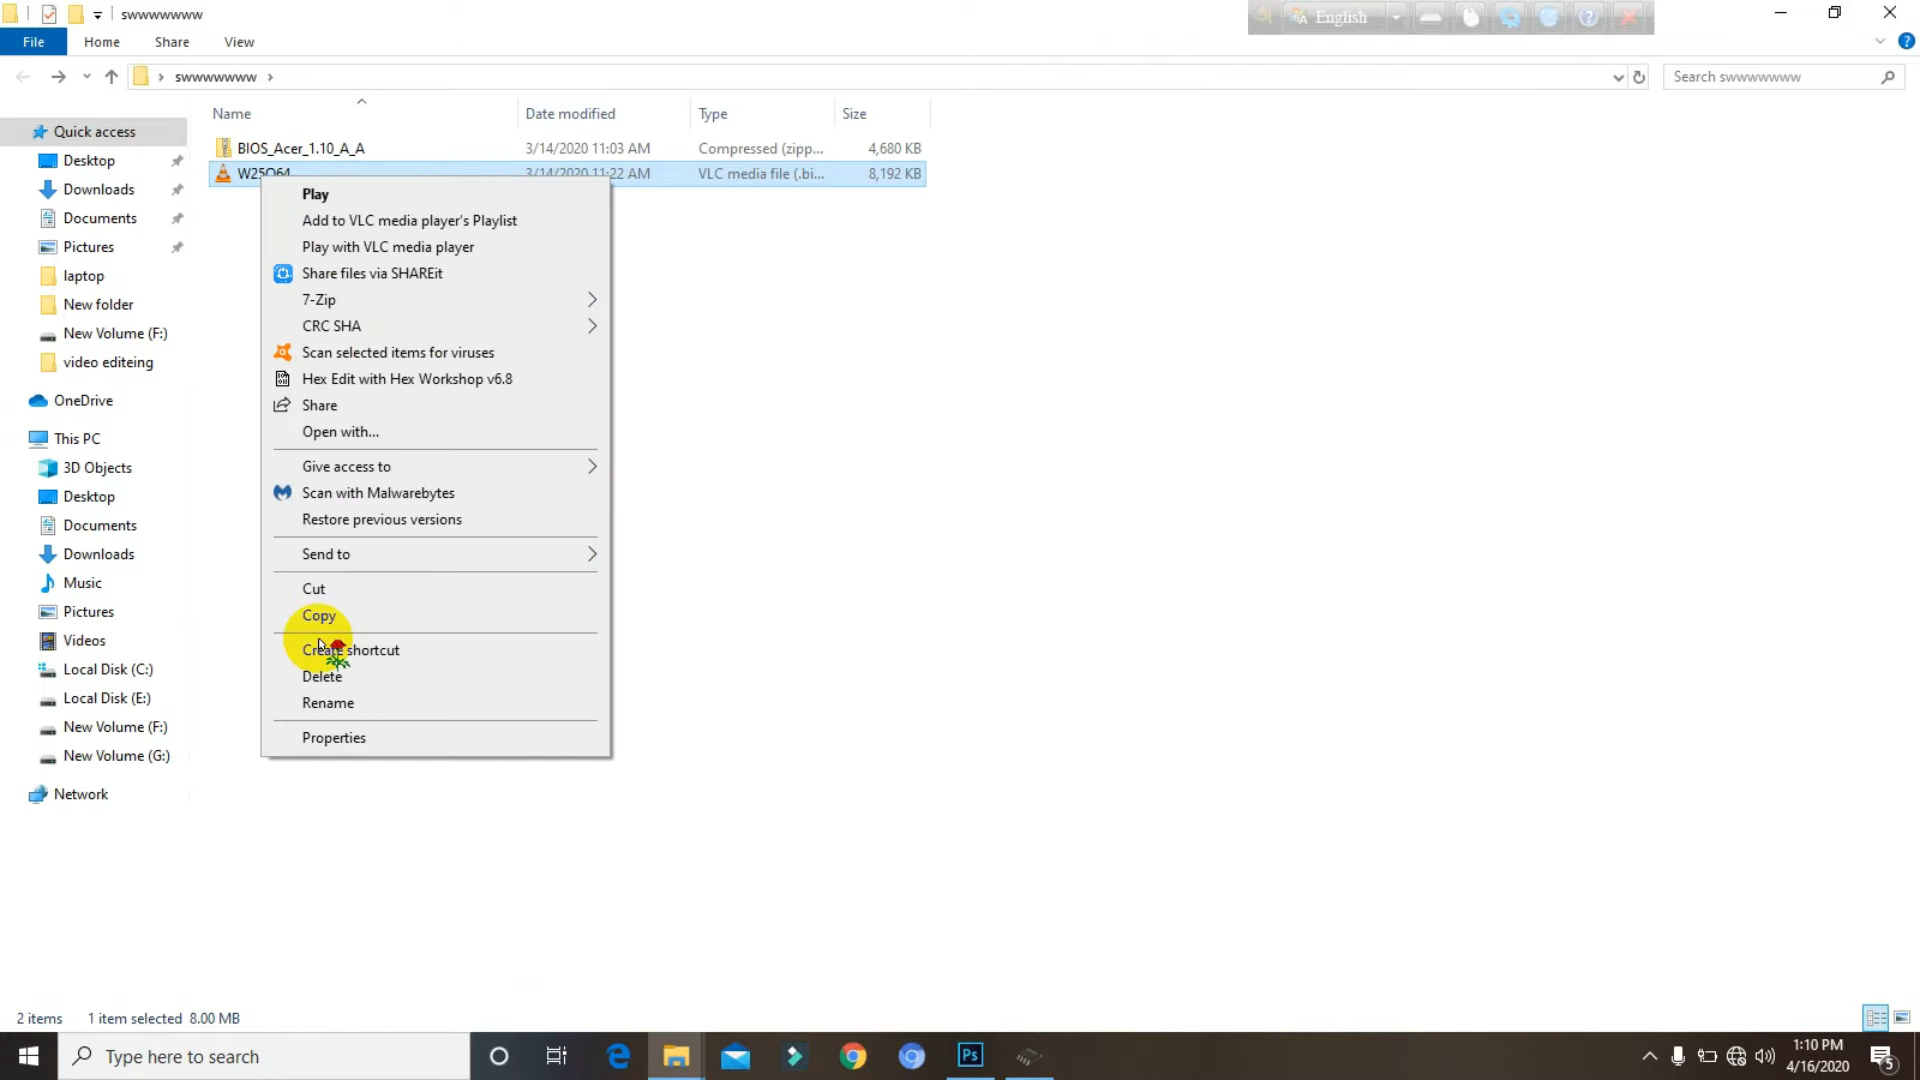 swwwwwwww
English
File Home Share View
swwwwwwww
Search swwwwwwww
Name Date modified Type Size
Quick access
Desktop
Downloads
Documents
Pictures
laptop
New folder
New Volume (F:)
video editeing
OneDrive
This PC
3D Objects
Desktop
Documents
Downloads
Music
Pictures
Videos
Local Disk (C:)
Local Disk (E:)
New Volume (F:)
New Volume (G:)
Network
BIOS_Acer_1.10_A_A 3/14/2020 11:03 AM Compressed (zipp... 4,680 KB
W25Q64 3/14/2020 11:22 AM VLC media file (.bi... 8,192 KB
Play
Add to VLC media player's Playlist
Play with VLC media player
Share files via SHAREit
7-Zip
CRC SHA
Scan selected items for viruses
Hex Edit with Hex Workshop v6.8
Share
Open with...
Give access to
Scan with Malwarebytes
Restore previous versions
Send to
Cut
Copy
Create shortcut
Delete
Rename
Properties
2 items 1 item selected 8.00 MB
Type here to search
Ps
1:10 PM
4/16/2020
5